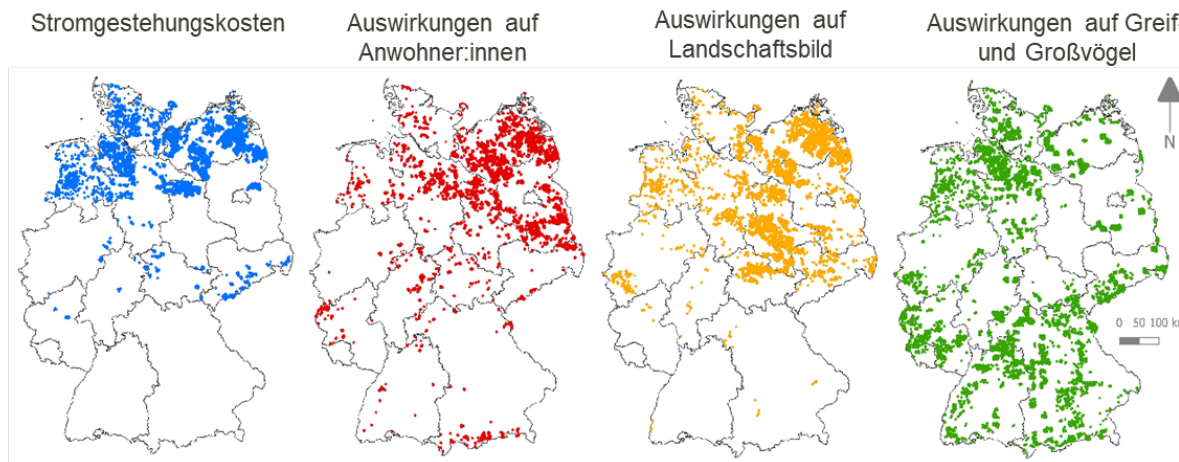 Stromgestehungskosten
Auswirkungen auf
Anwohner:innen
Auswirkungen auf
Landschaftsbild
Auswirkungen auf Greif-
und Großvögel
N
0 50 100 km